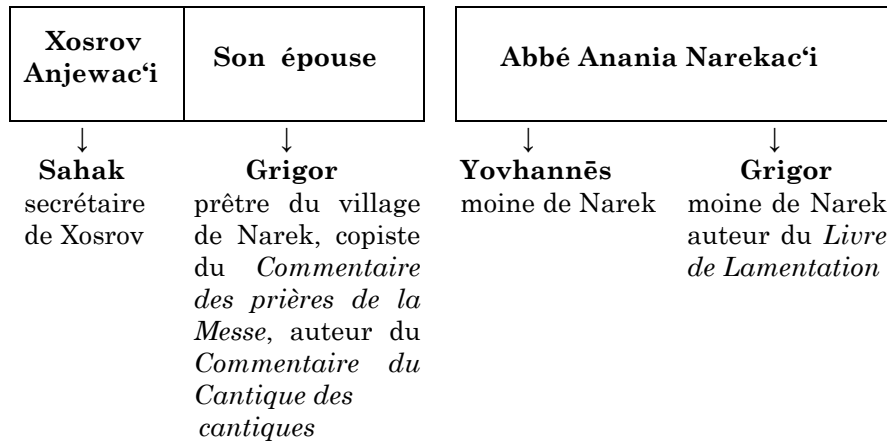 Xosrov
Anjewac‘i
Son épouse
Abbé Anania Narekac‘i
↓
↓
↓
↓
Sahak
secrétaire
de Xosrov
Grigor
prêtre du village
de Narek, copiste
du Commentaire
des prières de la
Messe, auteur du
Commentaire du
Cantique des
cantiques
Yovhannēs
moine de Narek
Grigor
moine de Narek
auteur du Livre
de Lamentation